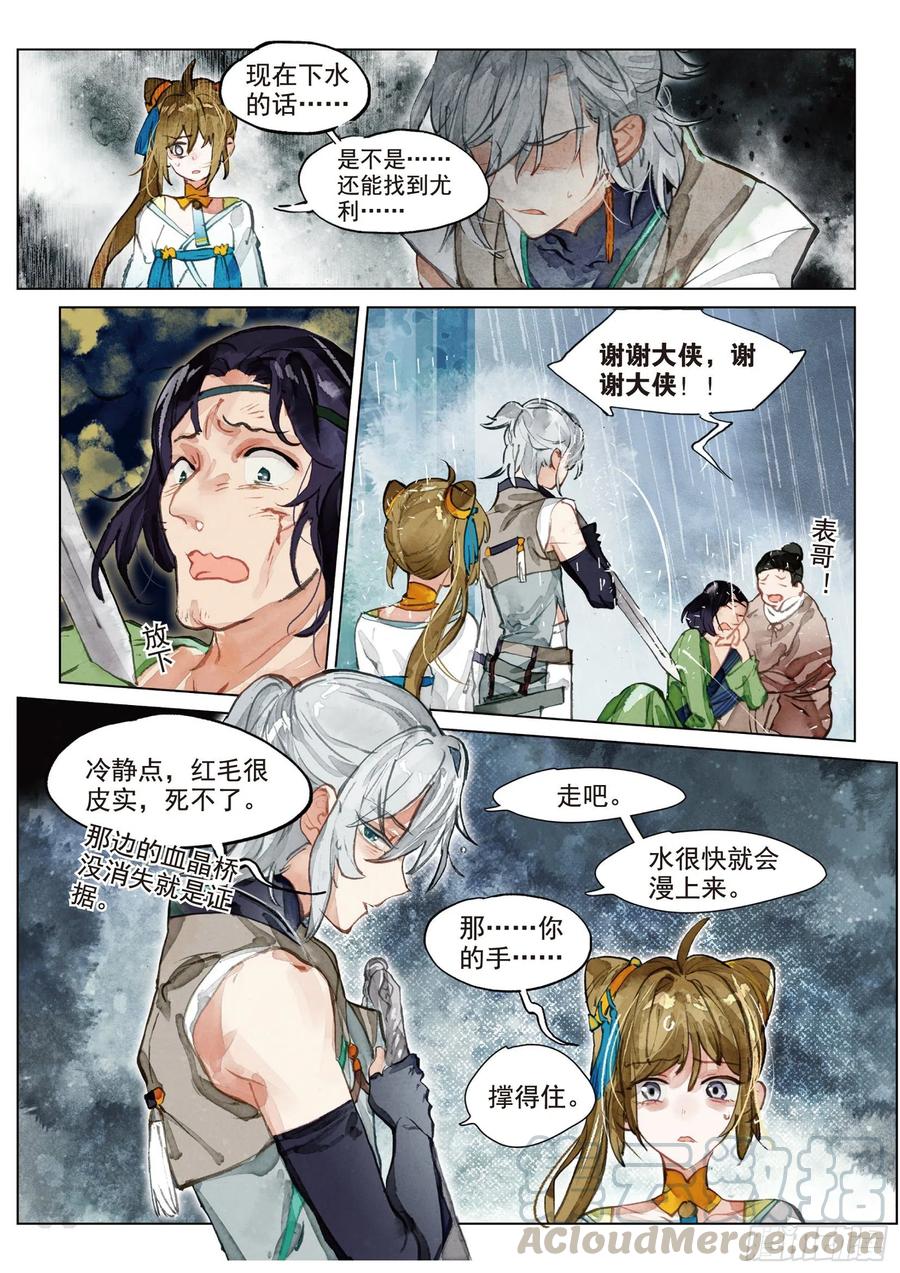 现在下水
的话……
是不是……
还能找到尤
利……
谢谢大侠，谢
谢大侠！！
表哥！
放下
冷静点，红毛很
皮实，死不了。
那边的血晶桥
没消失就是证
据。
走吧。
水很快就会
漫上来。
那……你
的手……
撑得住。
ACloudMerge.com